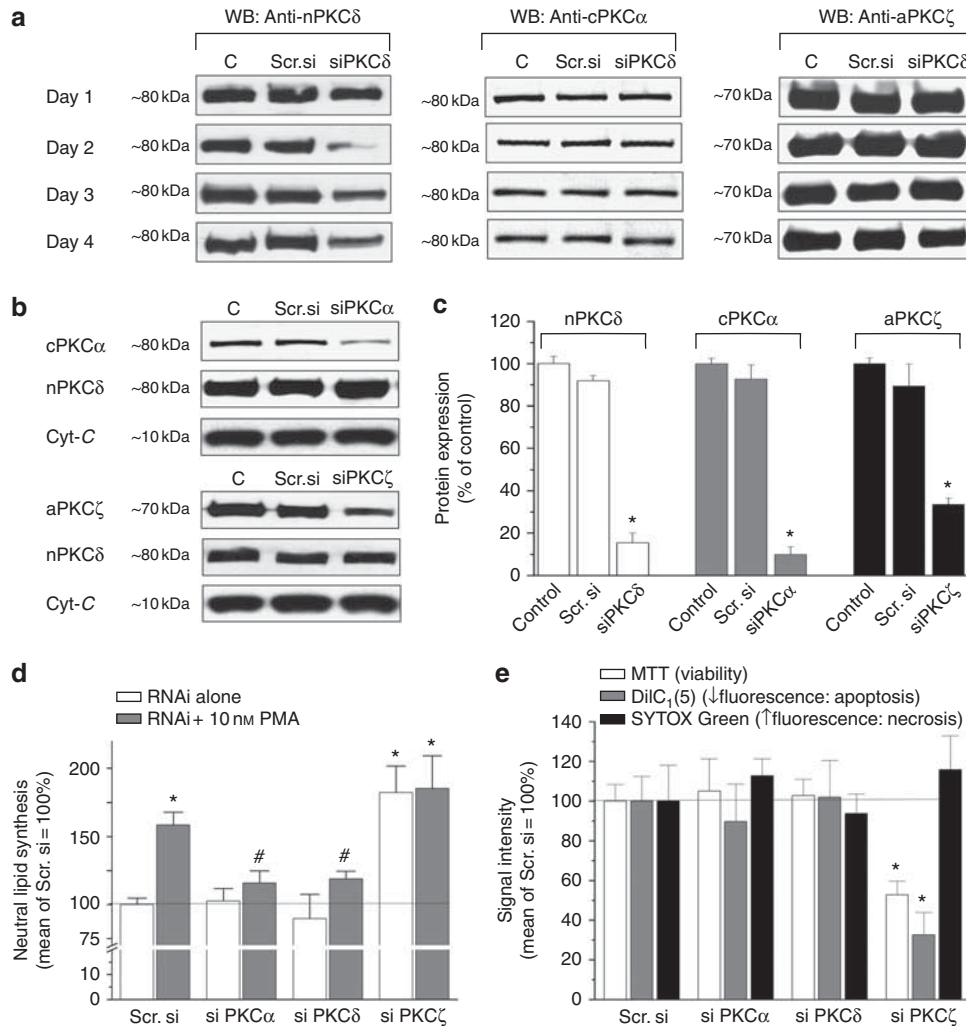 a
WB: Anti-nPKCδ WB: Anti-cPKCα WB: Anti-aPKCζ
C Scr.si siPKCδ C Scr.si siPKCδ C Scr.si siPKCδ
Day 1 ~80 kDa ~80 kDa ~70 kDa
Day 2 ~80 kDa ~80 kDa ~70 kDa
Day 3 ~80 kDa ~80 kDa ~70 kDa
Day 4 ~80 kDa ~80 kDa ~70 kDa
b
C Scr.si siPKCα
cPKCα ~80 kDa
nPKCδ ~80 kDa
Cyt-C ~10 kDa
C Scr.si siPKCζ
aPKCζ ~70 kDa
nPKCδ ~80 kDa
Cyt-C ~10 kDa
c
nPKCδ cPKCα aPKCζ
Protein expression
(% of control)
100
80
60
40
20
0
* * *
Control Scr. si siPKCδ Control Scr. si siPKCα Control Scr. si siPKCζ
d
RNAi alone
RNAi + 10 nM PMA
Neutral lipid synthesis
(mean of Scr. si = 100%)
200
150
100
75
10
0
* # # * *
Scr. si si PKCα si PKCδ si PKCζ
e
MTT (viability)
DilC1(5) (↓fluorescence: apoptosis)
SYTOX Green (↑fluorescence: necrosis)
Signal intensity
(mean of Scr. si = 100%)
140
120
100
80
60
40
20
0
* *
Scr. si si PKCα si PKCδ si PKCζ